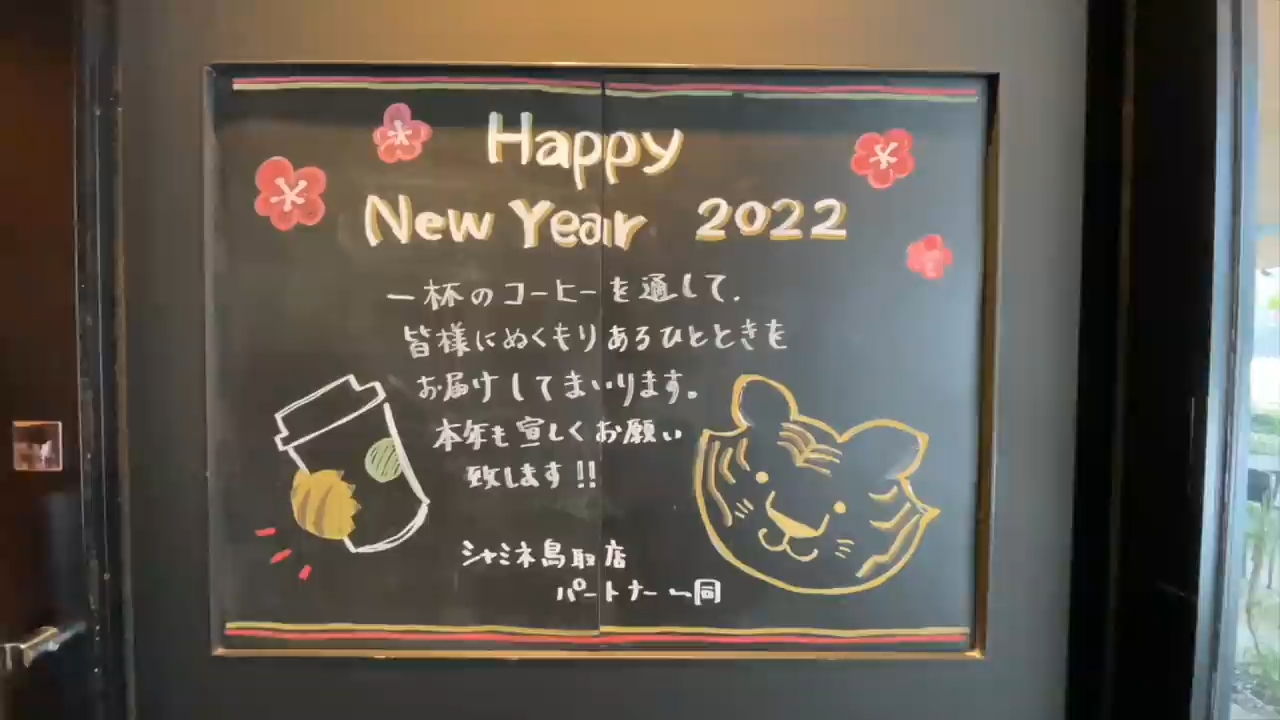 Happy
New Year 2022
一杯のコーヒーを通して、
皆様にぬくもりあるひとときを
お届けしてまいります。
本年も宜しくお願い
致します!!
シャミネ鳥取店
パートナー一同